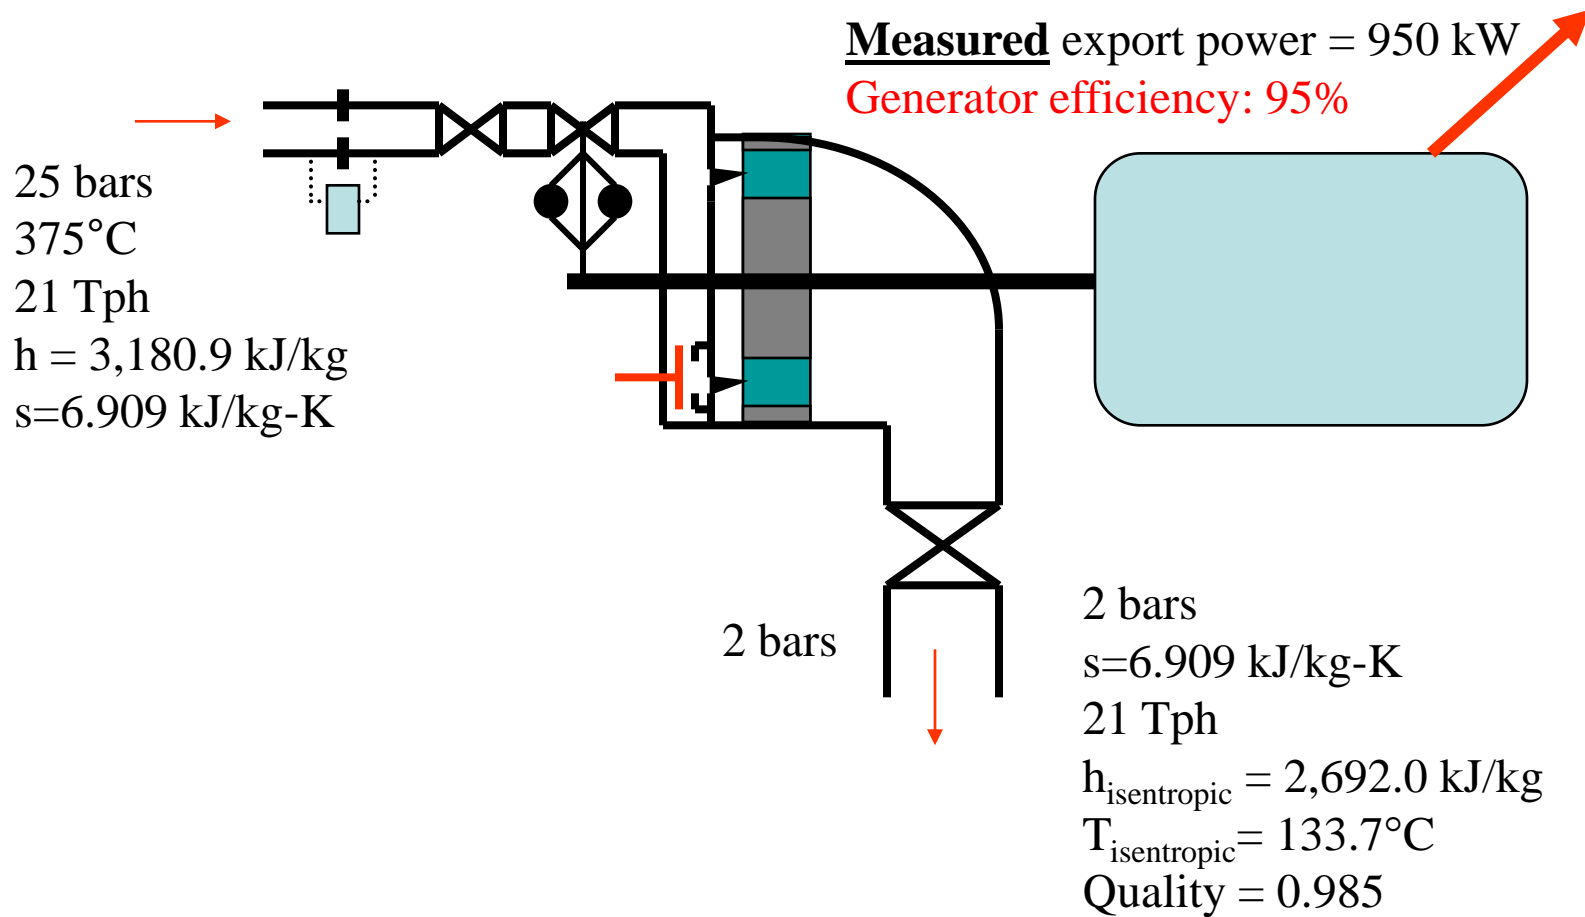 Measured export power = 950 kW
Generator efficiency: 95%
25 bars
375°C
21 Tph
h = 3,180.9 kJ/kg
s=6.909 kJ/kg-K
2 bars
2 bars
s=6.909 kJ/kg-K
21 Tph
hisentropic = 2,692.0 kJ/kg
Tisentropic= 133.7°C
Quality = 0.985